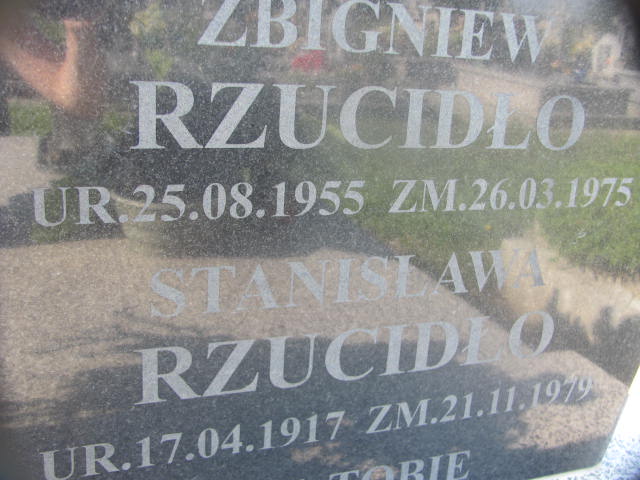 ZBIGNIEW
RZUCIDŁO
UR.25.08.1955 ZM.26.03.1975
STANISŁAWA
RZUCIDŁO
UR.17.04.1917 ZM.21.11.1979
TOBIE